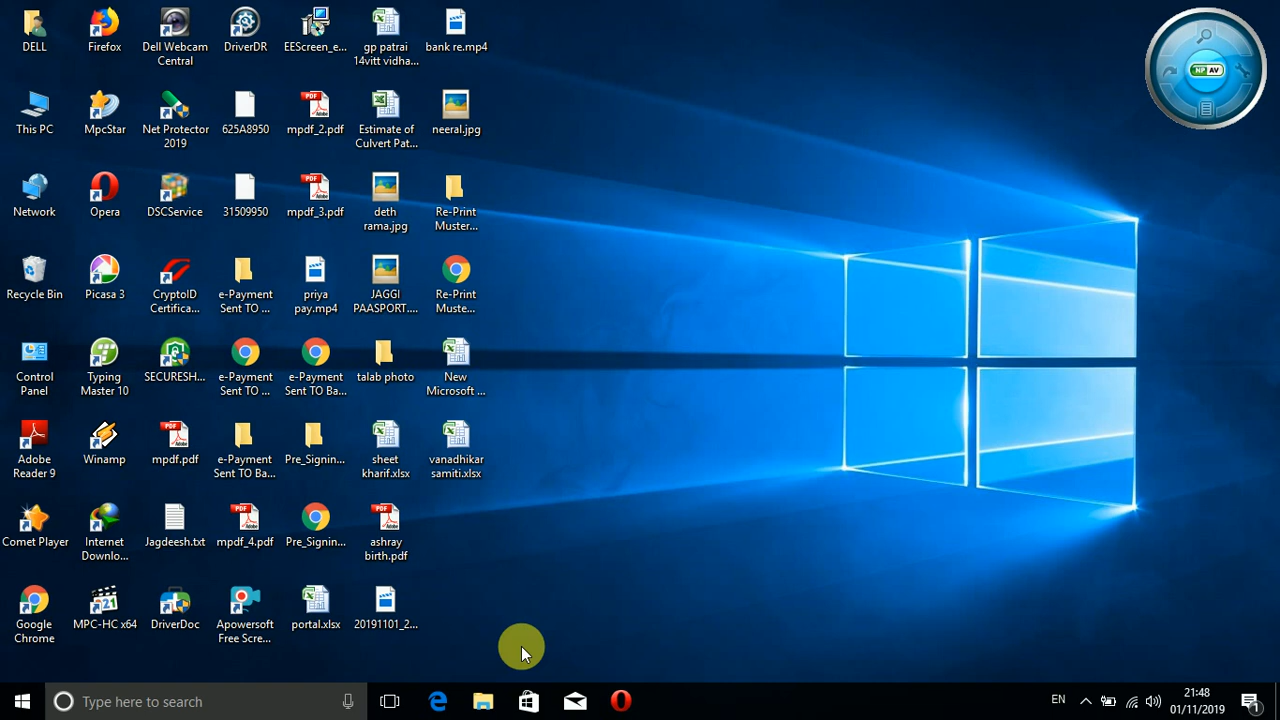 DELL
Firefox
Dell Webcam
Central
DriverDR
EEScreen_e...
gp patrai
14vitt vidha...
bank re.mp4
This PC
MpcStar
Net Protector
2019
625A8950
mpdf_2.pdf
Estimate of
Culvert Pat...
neeral.jpg
Network
Opera
DSCService
31509950
mpdf_3.pdf
deth
rama.jpg
Re-Print
Muster...
Recycle Bin
Picasa 3
CryptoID
Certifica...
e-Payment
Sent TO ...
priya
pay.mp4
JAGGI
PAASPORT....
Re-Print
Muste...
Control
Panel
Typing
Master 10
SECURESH...
e-Payment
Sent TO ...
e-Payment
Sent TO Ba...
talab photo
New
Microsoft ...
Adobe
Reader 9
Winamp
mpdf.pdf
e-Payment
Sent TO Ba...
Pre_Signin...
sheet
kharif.xlsx
vanadhikar
samiti.xlsx
Comet Player
Internet
Downlo...
Jagdeesh.txt
mpdf_4.pdf
Pre_Signin...
ashray
birth.pdf
Google
Chrome
MPC-HC x64
DriverDoc
Apowersoft
Free Scre...
portal.xlsx
20191101_2...
NP AV
Type here to search
EN
21:48
01/11/2019
1